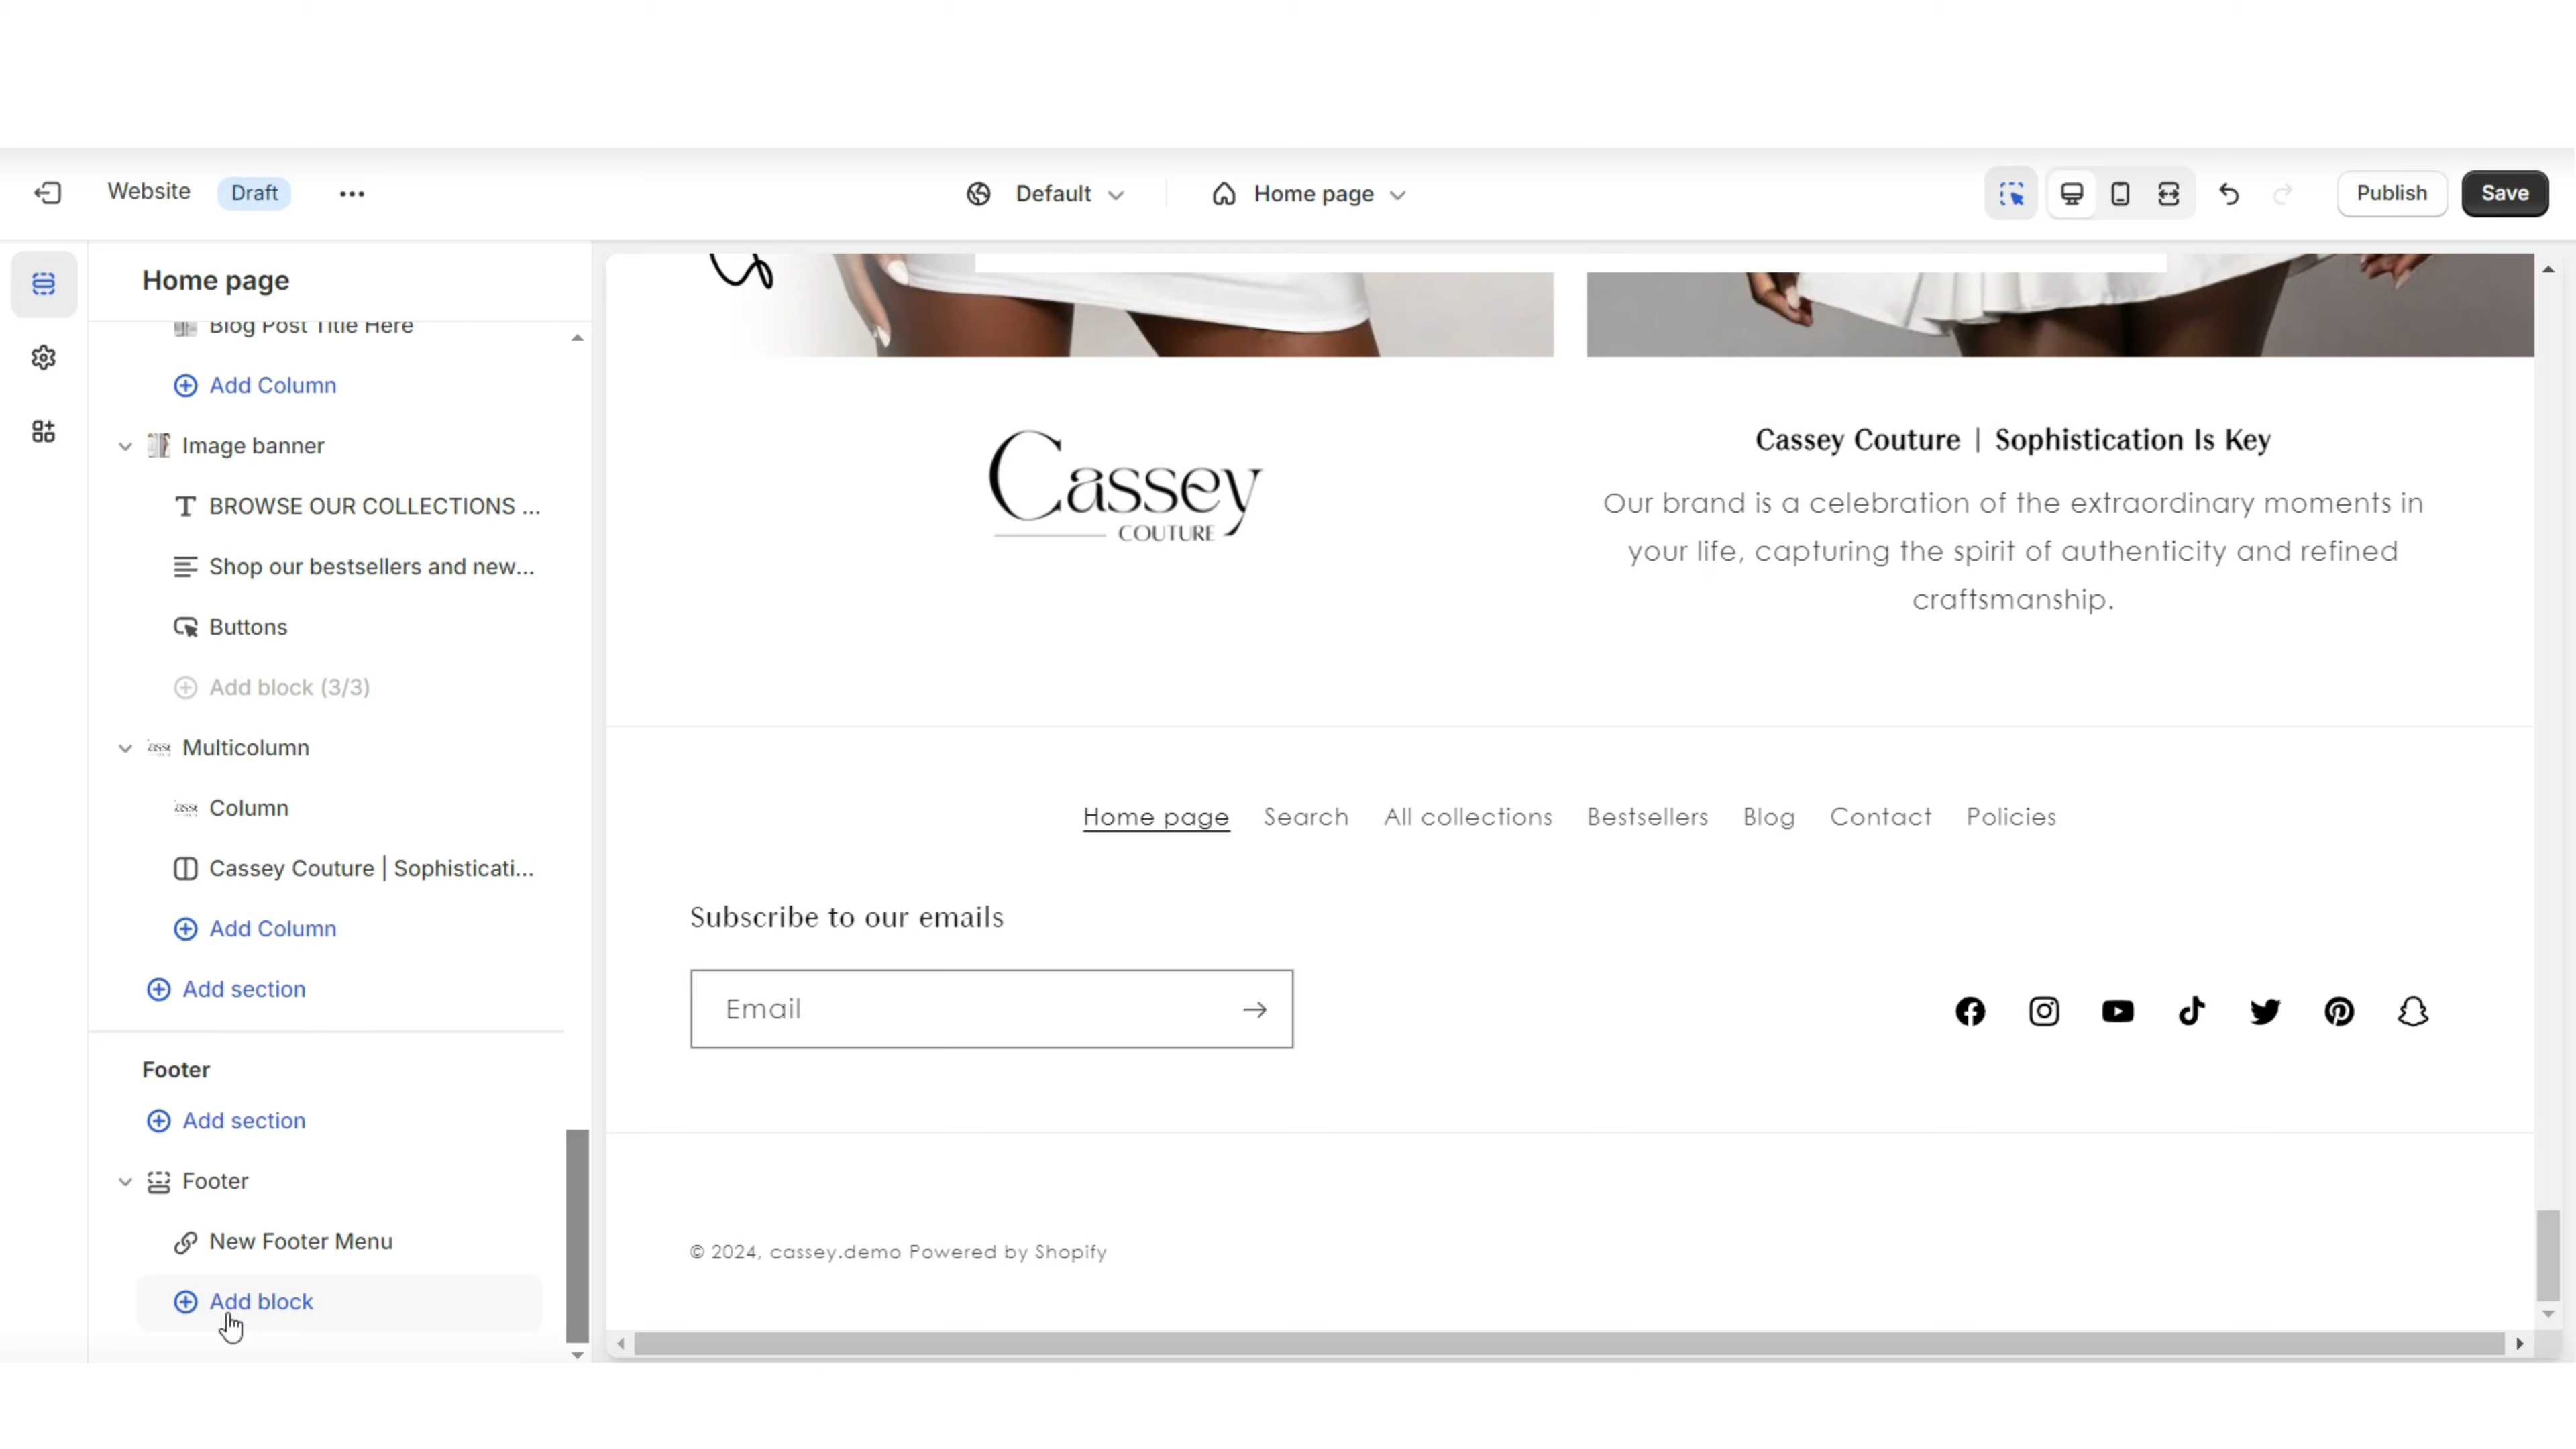 Website Draft
Default
Home page
Publish
Save
Home page
Blog Post Title Here
Add Column
Image banner
BROWSE OUR COLLECTIONS ...
Shop our bestsellers and new...
Buttons
Add block (3/3)
Multicolumn
Column
Cassey Couture | Sophisticati...
Add Column
Add section
Footer
Add section
Footer
New Footer Menu
Add block
Cassey
COUTURE
Cassey Couture | Sophistication Is Key
Our brand is a celebration of the extraordinary moments in
your life, capturing the spirit of authenticity and refined
craftsmanship.
Home page Search All collections Bestsellers Blog Contact Policies
Subscribe to our emails
Email
© 2024, cassey.demo Powered by Shopify